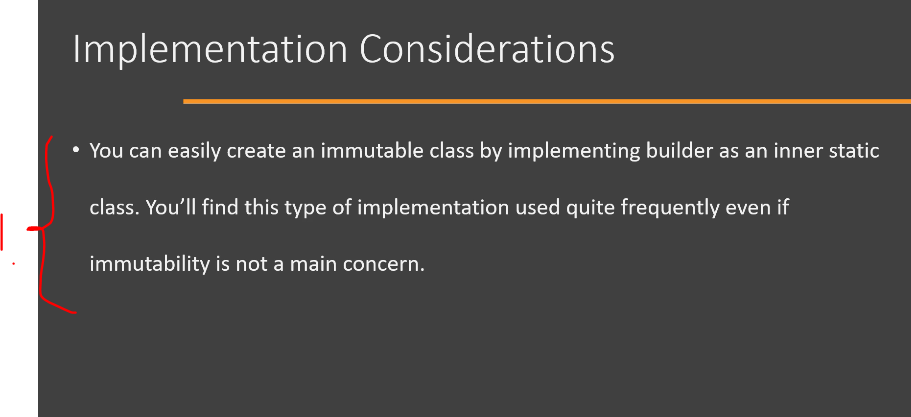 Implementation Considerations
• You can easily create an immutable class by implementing builder as an inner static
class. You’ll find this type of implementation used quite frequently even if
immutability is not a main concern.